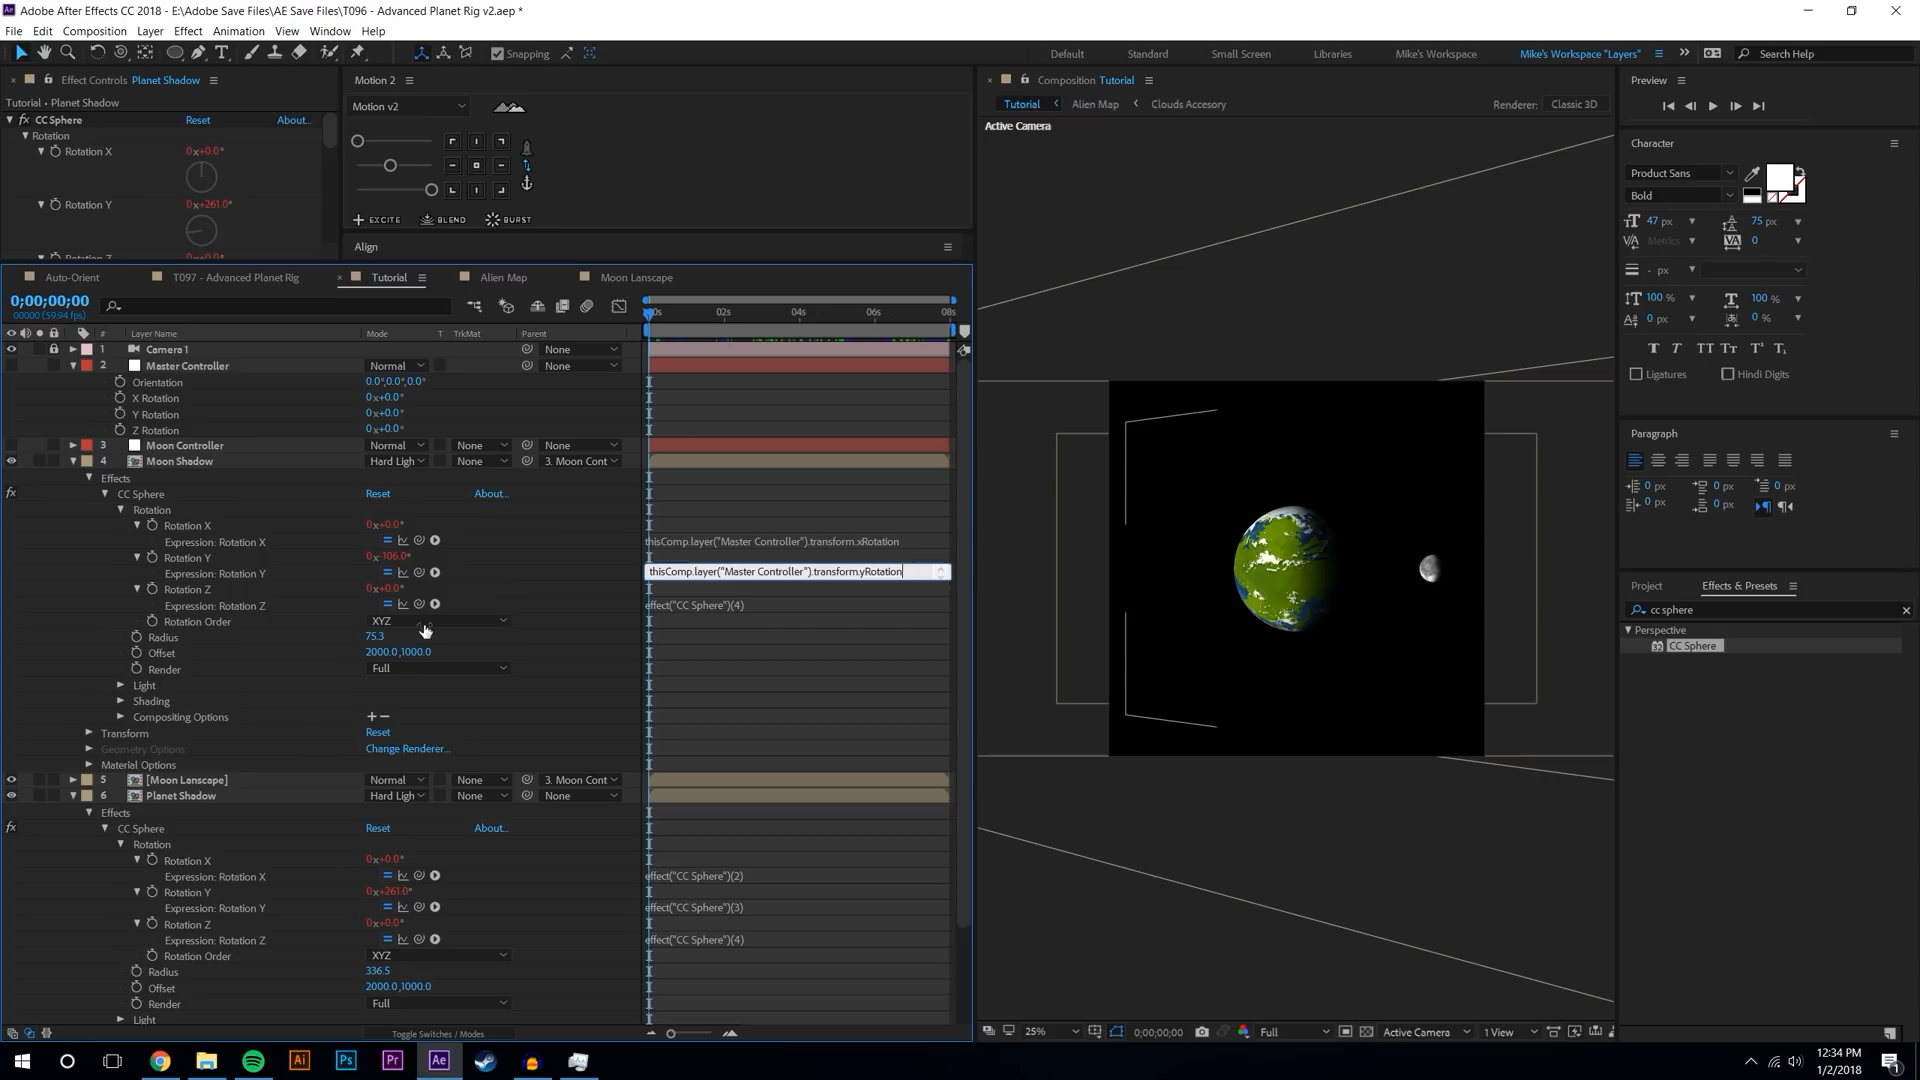 Adobe After Effects CC 2018 - E:\Adobe Save Files\AE Save Files\T096 - Advanced Planet Rig v2.aep *
File Edit Composition Layer Effect Animation View Window Help
Snapping
Default Standard Small Screen Libraries Mike's Workspace Mike's Workspace "Layers" Search Help
Effect Controls Planet Shadow
Tutorial • Planet Shadow
fx CC Sphere Reset About...
Rotation
Rotation X 0x+0.0°
Rotation Y 0x+261.0°
Motion 2
Motion v2
EXCITE BLEND BURST
Align
Composition Tutorial
Tutorial Alien Map Clouds Accesory
Renderer: Classic 3D
Active Camera
Auto-Orient T097 - Advanced Planet Rig Tutorial Alien Map Moon Lanscape
0;00;00;00
00000 (59.94 fps)
02s 04s 06s 08s
# Layer Name Mode T TrkMat Parent
1 Camera 1 None
2 Master Controller Normal None
Orientation 0.0°,0.0°,0.0°
X Rotation 0x+0.0°
Y Rotation 0x+0.0°
Z Rotation 0x+0.0°
3 Moon Controller Normal None None
4 Moon Shadow Hard Ligh None 3. Moon Cont
Effects
fx CC Sphere Reset About...
Rotation
Rotation X 0x+0.0°
Expression: Rotation X thisComp.layer("Master Controller").transform.xRotation
Rotation Y 0x-106.0°
Expression: Rotation Y thisComp.layer("Master Controller").transform.yRotation
Rotation Z 0x+0.0°
Expression: Rotation Z effect("CC Sphere")(4)
Rotation Order XYZ
Radius 75.3
Offset 2000.0,1000.0
Render Full
Light
Shading
Compositing Options
Transform Reset
Geometry Options Change Renderer...
Material Options
5 [Moon Lanscape] Normal None 3. Moon Cont
6 Planet Shadow Hard Ligh None None
Effects
fx CC Sphere Reset About...
Rotation
Rotation X 0x+0.0°
Expression: Rotation X effect("CC Sphere")(2)
Rotation Y 0x+261.0°
Expression: Rotation Y effect("CC Sphere")(3)
Rotation Z 0x+0.0°
Expression: Rotation Z effect("CC Sphere")(4)
Rotation Order XYZ
Radius 336.5
Offset 2000.0,1000.0
Render Full
Light
Toggle Switches / Modes
25% 0;00;00;00 Full Active Camera 1 View
Preview
Character
Product Sans
Bold
47 px 75 px
Metrics 0
- px
100 % 100 %
0 px 0 %
Ligatures Hindi Digits
Paragraph
0 px 0 px 0 px
0 px 0 px
Library Effects & Presets
cc sphere
Perspective
CC Sphere
Ai Ps Pr Ae
12:34 PM
1/2/2018